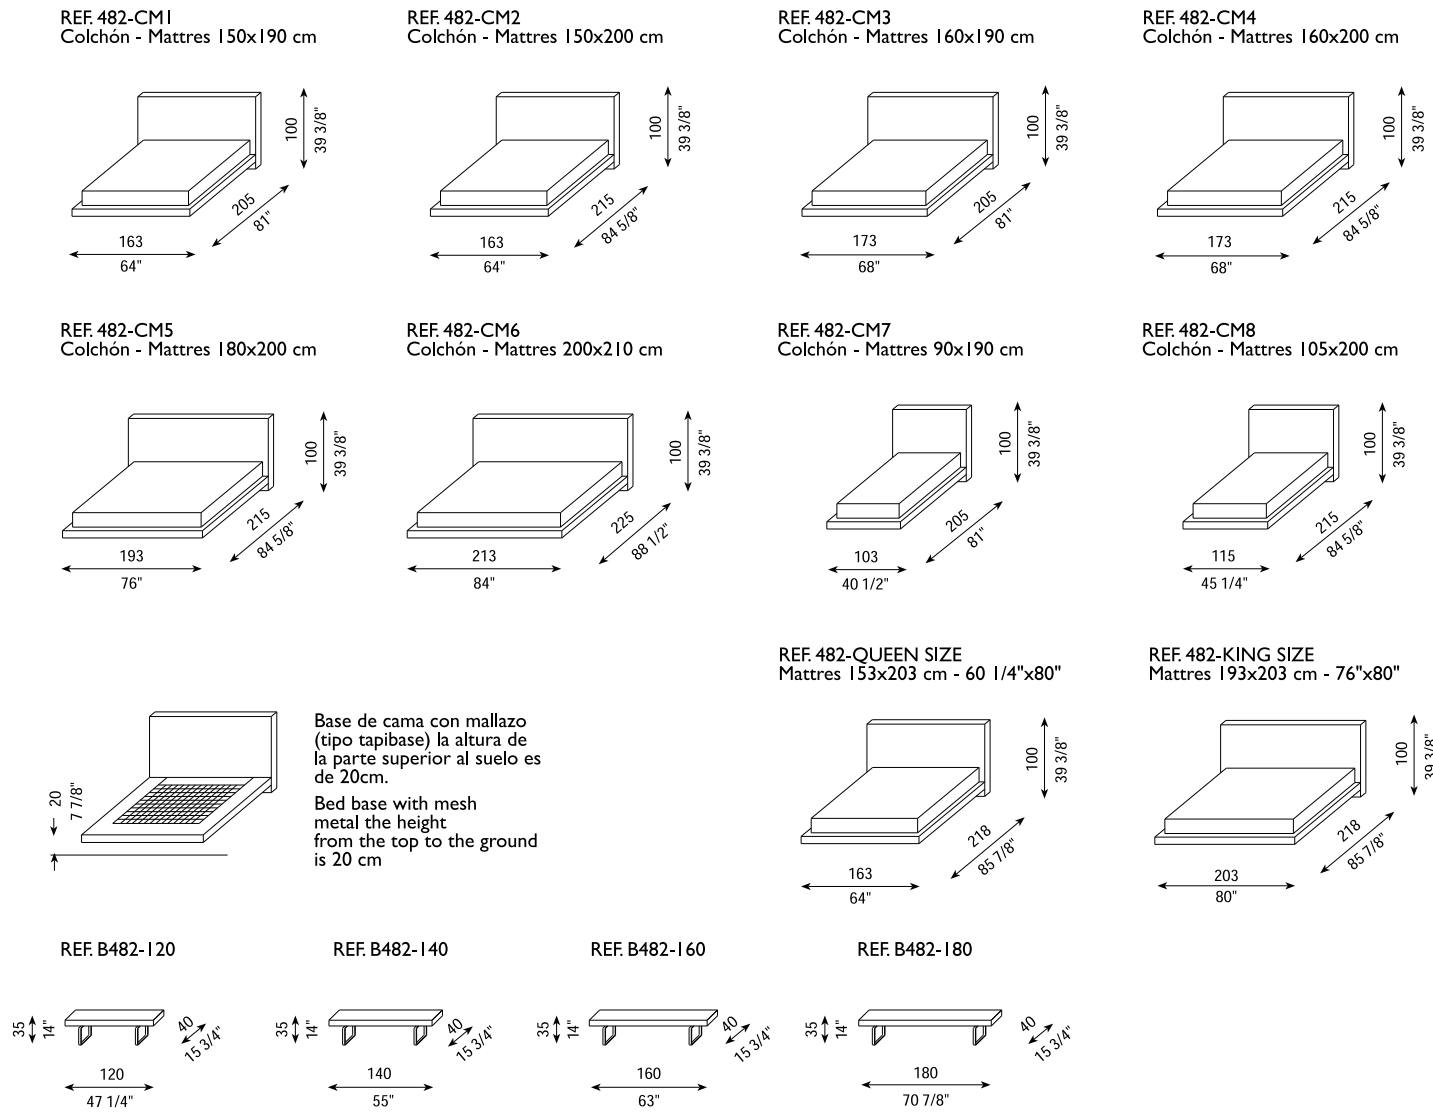 REF. 482-CM1
Colchón - Mattres 150x190 cm
100
39 3/8"
205
81"
163
64"
REF. 482-CM2
Colchón - Mattres 150x200 cm
100
39 3/8"
215
84 5/8"
163
64"
REF. 482-CM3
Colchón - Mattres 160x190 cm
100
39 3/8"
205
81"
173
68"
REF. 482-CM4
Colchón - Mattres 160x200 cm
100
39 3/8"
215
84 5/8"
173
68"
REF. 482-CM5
Colchón - Mattres 180x200 cm
100
39 3/8"
215
84 5/8"
193
76"
REF. 482-CM6
Colchón - Mattres 200x210 cm
100
39 3/8"
225
88 1/2"
213
84"
REF. 482-CM7
Colchón - Mattres 90x190 cm
100
39 3/8"
205
81"
103
40 1/2"
REF. 482-CM8
Colchón - Mattres 105x200 cm
100
39 3/8"
215
84 5/8"
115
45 1/4"
20
7 7/8"
Base de cama con mallazo
(tipo tapibase) la altura de
la parte superior al suelo es
de 20cm.
Bed base with mesh
metal the height
from the top to the ground
is 20 cm
REF. 482-QUEEN SIZE
Mattres 153x203 cm - 60 1/4"x80"
100
39 3/8"
218
85 7/8"
163
64"
REF. 482-KING SIZE
Mattres 193x203 cm - 76"x80"
100
39 3/8"
218
85 7/8"
203
80"
REF. B482-120
35
14"
40
15 3/4"
120
47 1/4"
REF. B482-140
35
14"
40
15 3/4"
140
55"
REF. B482-160
35
14"
40
15 3/4"
160
63"
REF. B482-180
35
14"
40
15 3/4"
180
70 7/8"